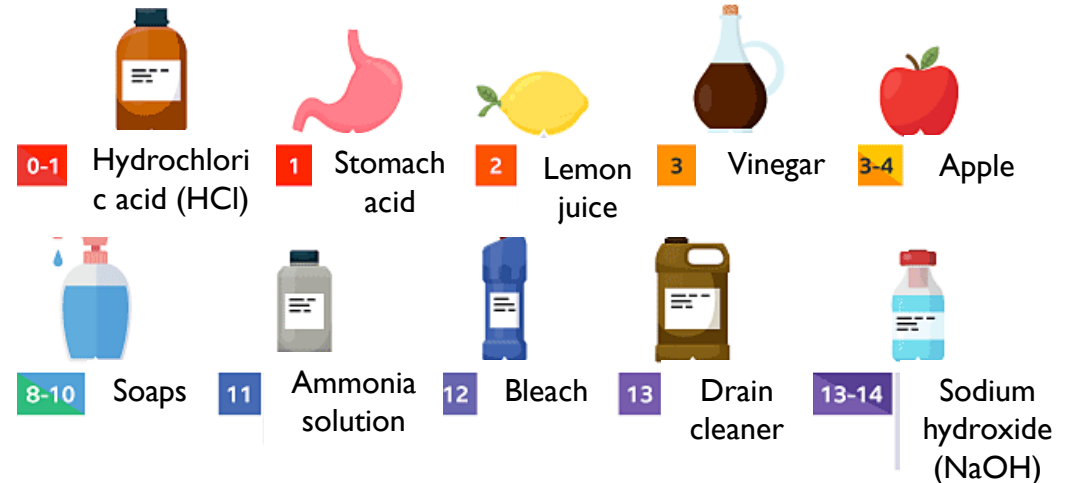 0-1
Hydrochlori
c acid (HCl)
1
Stomach
acid
2
Lemon
juice
3
Vinegar
3-4
Apple
8-10
Soaps
11
Ammonia
solution
12
Bleach
13
Drain
cleaner
13-14
Sodium
hydroxide
(NaOH)